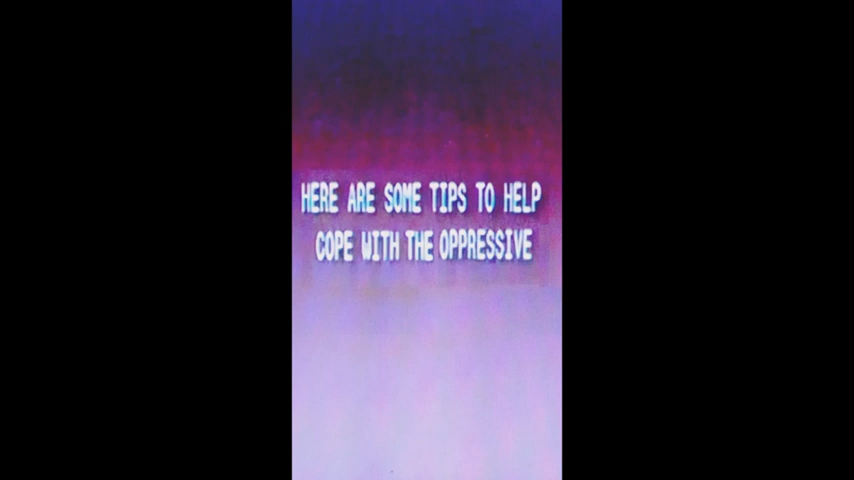 HERE ARE SOME TIPS TO HELP
COPE WITH THE OPPRESSIVE